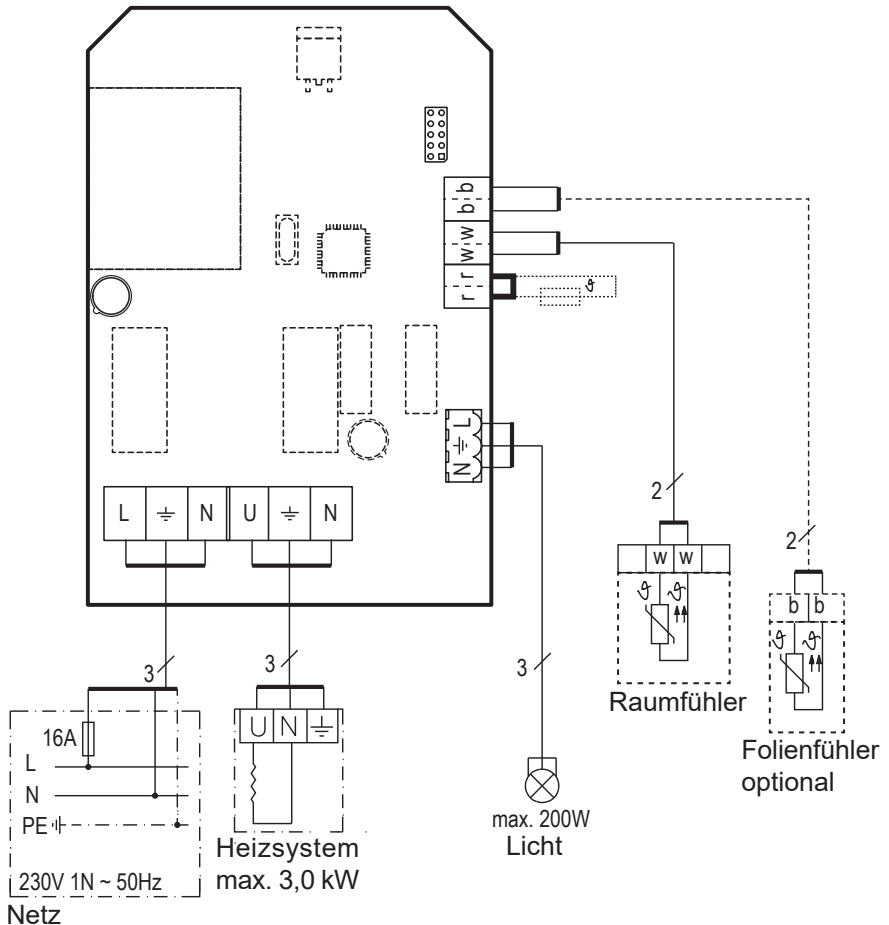 b b
w w
r r
ϑ
L ⏚ N
L ⏚ N U ⏚ N
2
2
w w
b b
ϑ ϑ
ϑ ϑ
3
3
3
Raumfühler
Folienfühler
optional
16A
U N ⏚
L
N
PE
230V 1N ~ 50Hz
Netz
Heizsystem
max. 3,0 kW
max. 200W
Licht